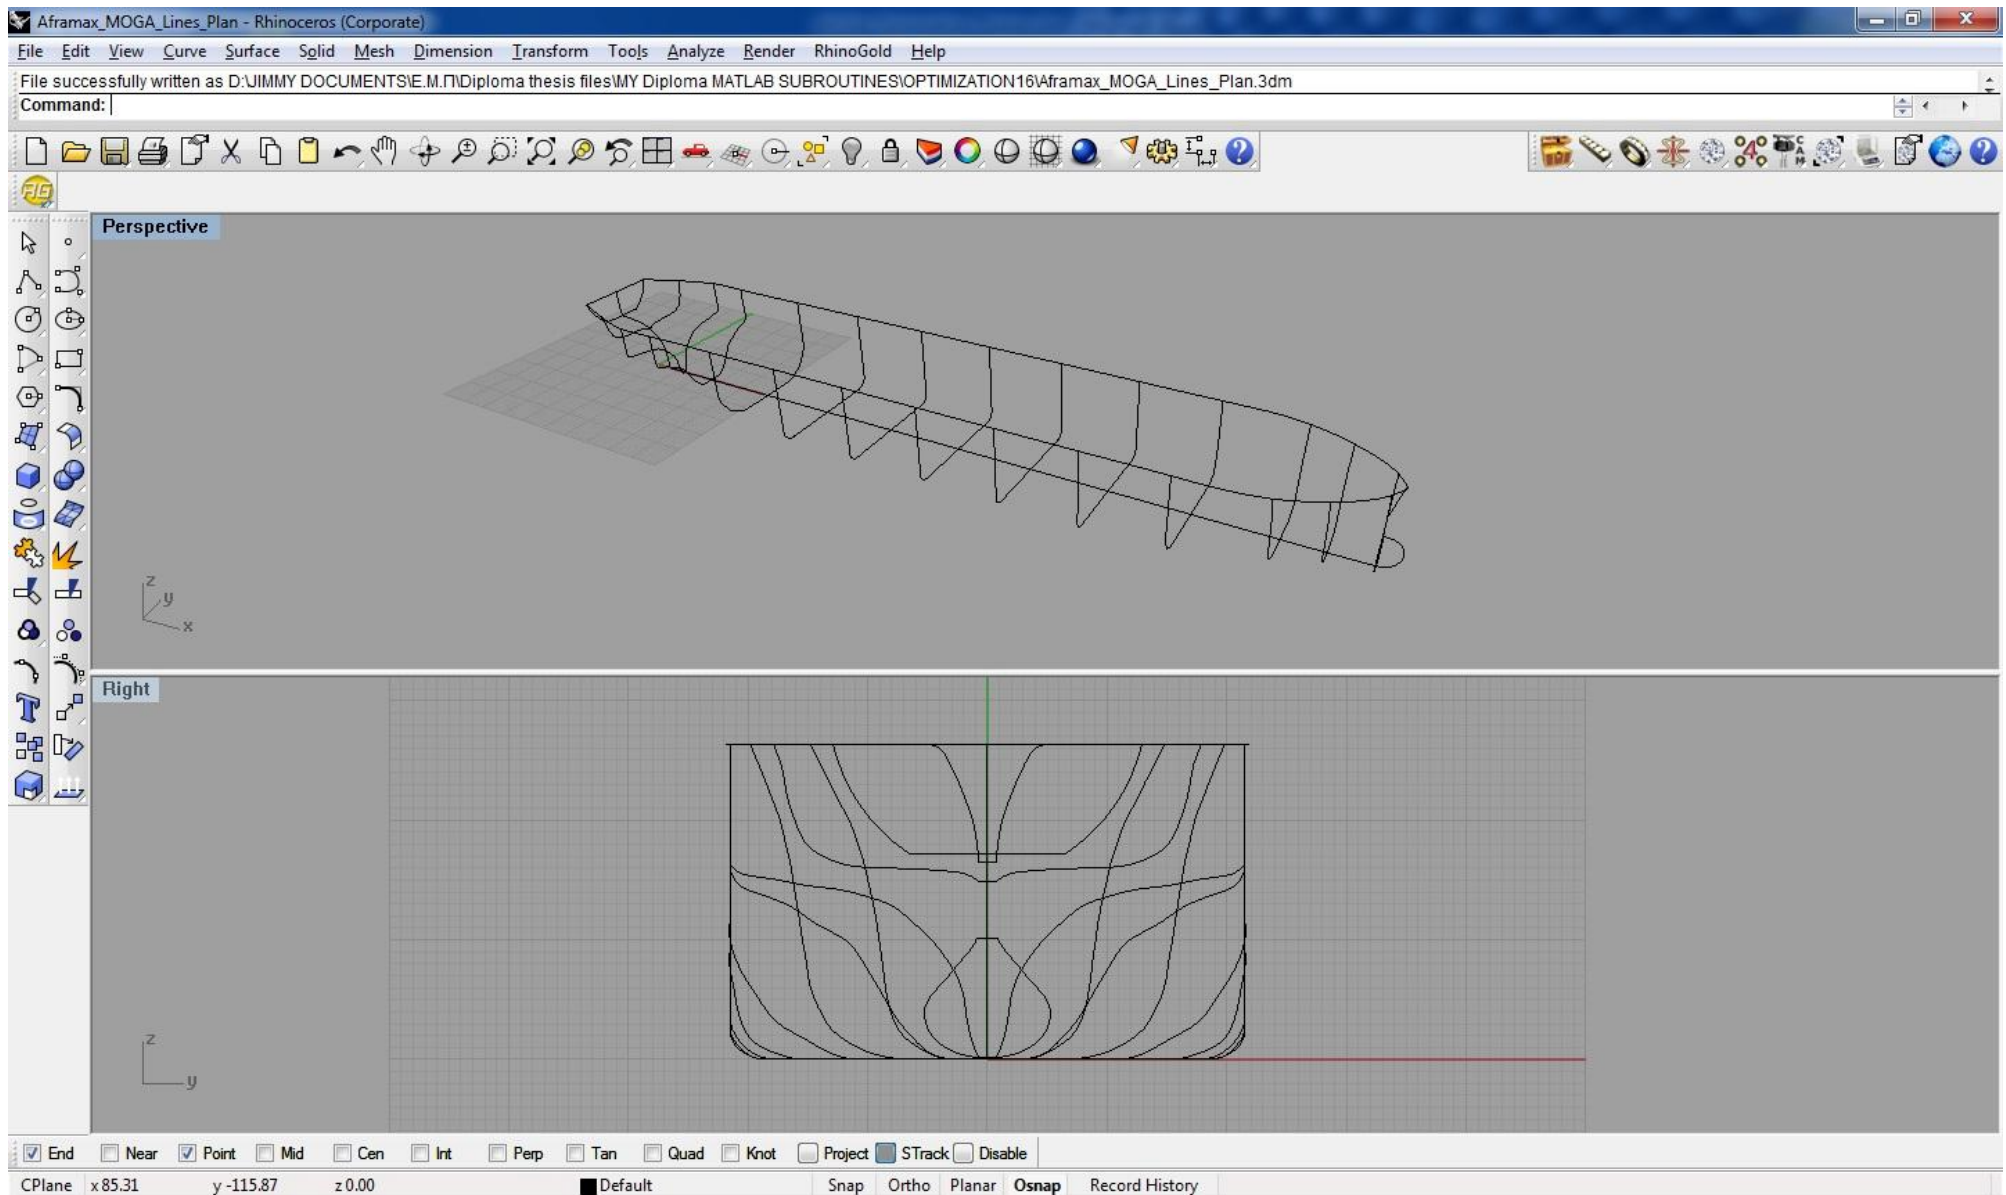 Aframax_MOGA_Lines_Plan - Rhinoceros (Corporate)
File Edit View Curve Surface Solid Mesh Dimension Transform Tools Analyze Render RhinoGold Help
File successfully written as D:\JIMMY DOCUMENTS\E.M.Π\Diploma thesis files\MY Diploma MATLAB SUBROUTINES\OPTIMIZATION16\Aframax_MOGA_Lines_Plan.3dm
Command:
CAM
Perspective
z
y
x
Right
z
y
End Near Point Mid Cen Int Perp Tan Quad Knot Project STrack Disable
CPlane x 85.31 y -115.87 z 0.00 Default Snap Ortho Planar Osnap Record History